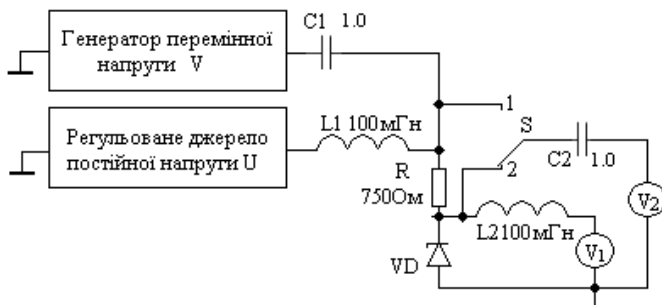 C1 1.0
Генератор перемінної
напруги V
L1 100мГн
1
Регульоване джерело
постійної напруги U
S
R
750Ом
2
C2
1.0
V2
L2100мГн
V1
VD